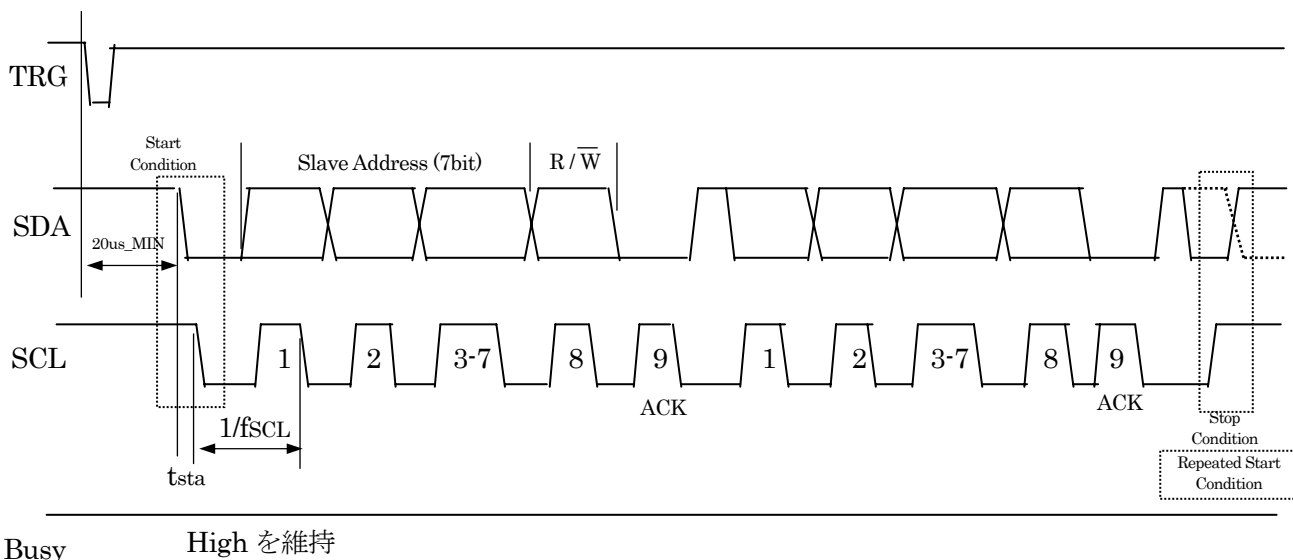 TRG
Start
Condition
Slave Address (7bit)
R / W̅
SDA
20us_MIN
SCL
1
2
3-7
8
9
1
2
3-7
8
9
ACK
ACK
1/fSCL
tsta
Stop
Condition
Repeated Start
Condition
Busy
High を維持